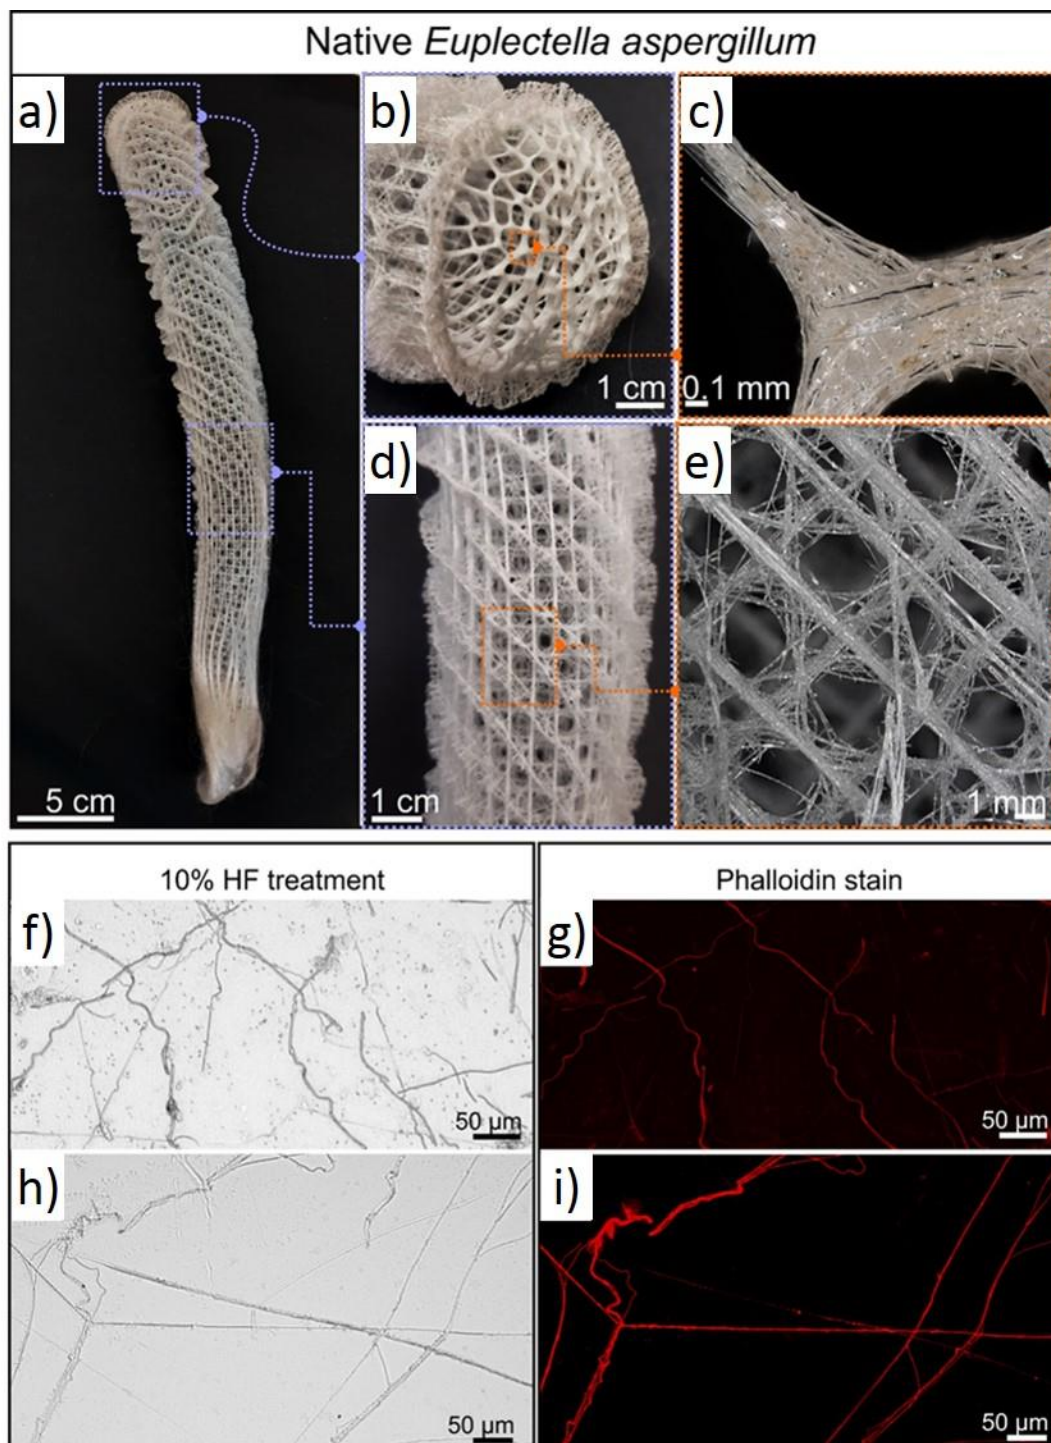 Native Euplectella aspergillum
a)
b)
c)
5 cm
1 cm
0.1 mm
d)
e)
1 cm
1 mm
10% HF treatment
Phalloidin stain
f)
g)
50 µm
50 µm
h)
i)
50 µm
50 µm